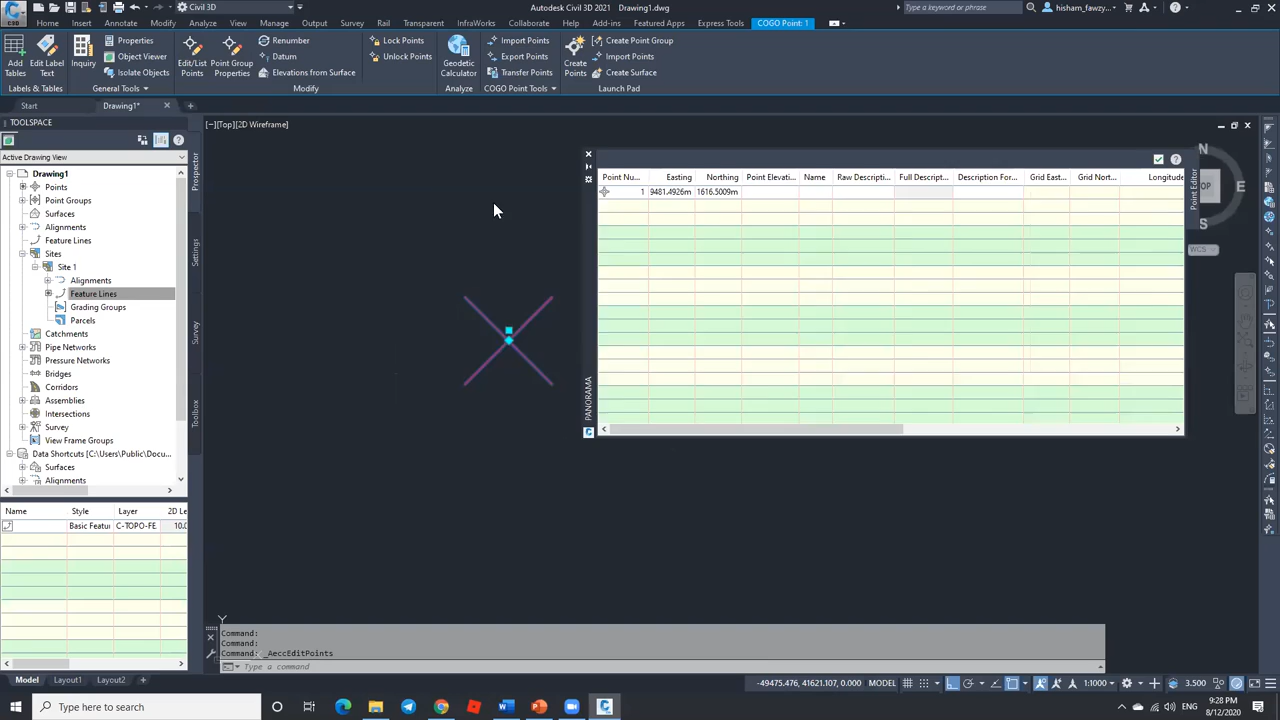 Civil 3D
Autodesk Civil 3D 2021 Drawing1.dwg
Type a keyword or phrase
hisham_fawzy...
C3D
Home Insert Annotate Modify Analyze View Manage Output Survey Rail Transparent InfraWorks Collaborate Help Add-ins Featured Apps Express Tools COGO Point: 1
Add Tables
Edit Label Text
Labels & Tables
Inquiry
Properties
Object Viewer
Isolate Objects
General Tools
Edit/List Points
Point Group Properties
Renumber
Datum
Elevations from Surface
Modify
Lock Points
Unlock Points
Geodetic Calculator
Analyze
Import Points
Export Points
Transfer Points
COGO Point Tools
Create Points
Create Point Group
Import Points
Create Surface
Launch Pad
Start Drawing1*
TOOLSPACE
Active Drawing View
Drawing1
Points
Point Groups
Surfaces
Alignments
Feature Lines
Sites
Site 1
Alignments
Feature Lines
Grading Groups
Parcels
Catchments
Pipe Networks
Pressure Networks
Bridges
Corridors
Assemblies
Intersections
Survey
View Frame Groups
Data Shortcuts [C:\Users\Public\Docu...
Surfaces
Alignments
Prospector
Settings
Survey
Toolbox
Name Style Layer 2D Le
Basic Featur C-TOPO-FE 10.0
[−][Top][2D Wireframe]
Point Nu... Easting Northing Point Elevati... Name Raw Descripti... Full Descript... Description For... Grid East... Grid Nort... Longitude
1 9481.4926m 1616.5009m
PANORAMA
Point Editor
N
OP E
S
WCS
Y
Command:
Command:
Command: _AeccEditPoints
Type a command
Model Layout1 Layout2
-49475.476, 41621.107, 0.000 MODEL
1:1000
3.500
Type here to search
9:28 PM
8/12/2020